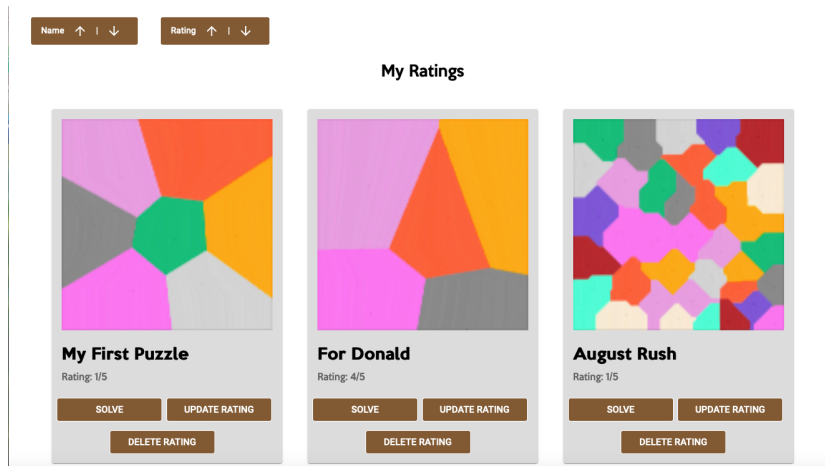 Name ↑ | ↓ Rating ↑ | ↓
My Ratings
My First Puzzle
Rating: 1/5
SOLVE UPDATE RATING
DELETE RATING
For Donald
Rating: 4/5
SOLVE UPDATE RATING
DELETE RATING
August Rush
Rating: 1/5
SOLVE UPDATE RATING
DELETE RATING